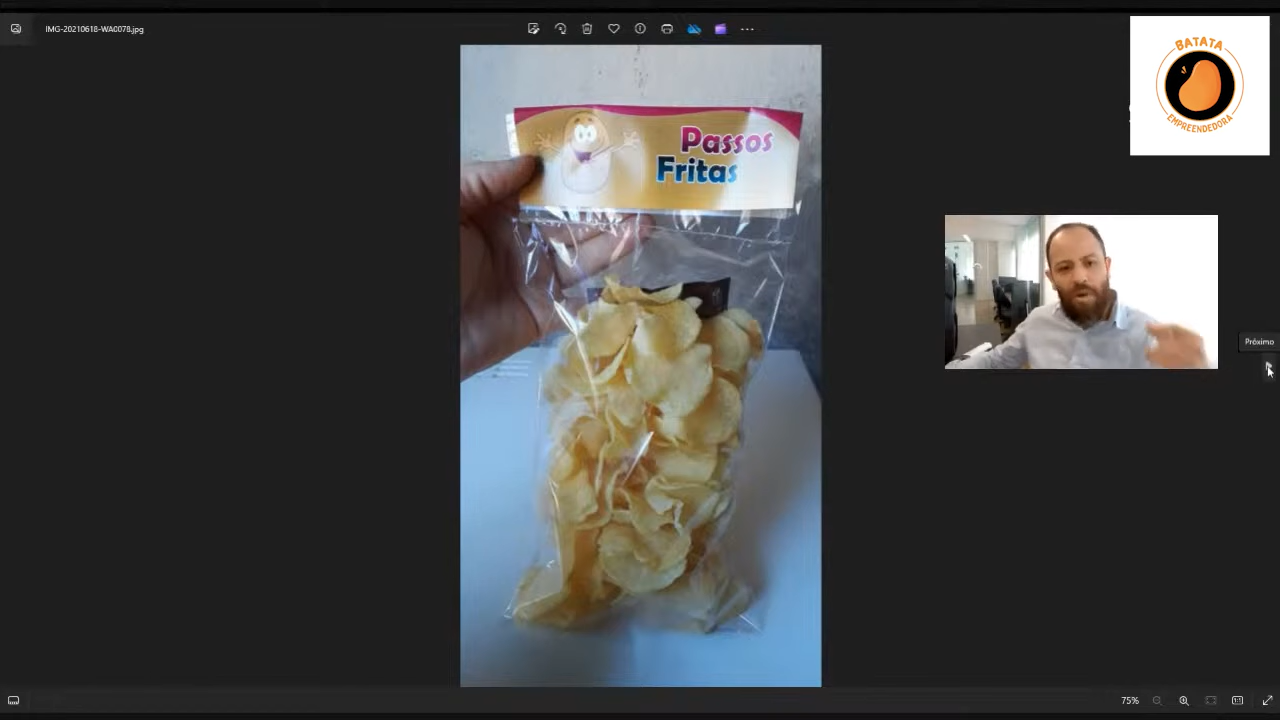 IMG-20210618-WA0078.jpg
BATATA
EMPREENDEDORA
Passos
Fritas
Próximo
75%